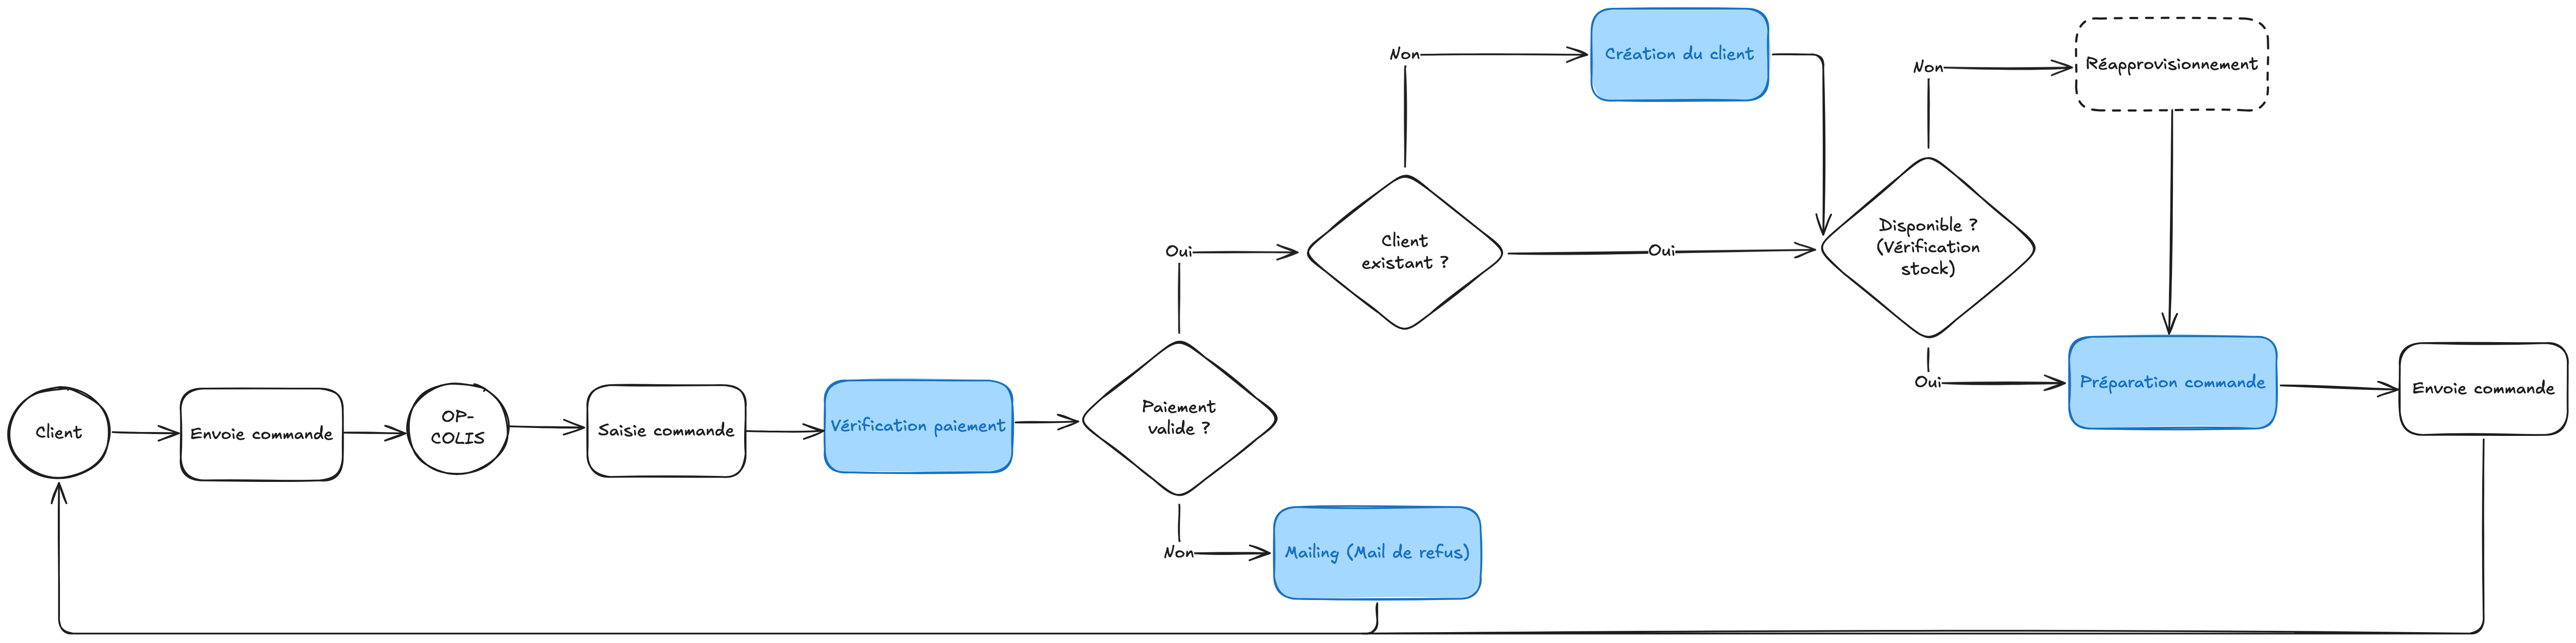 Client
Envoie commande
OP-
COLIS
Saisie commande
Vérification paiement
Paiement
valide ?
Oui
Non
Mailing (Mail de refus)
Client
existant ?
Non
Création du client
Oui
Disponible ?
(Vérification
stock)
Non
Réapprovisionnement
Oui
Préparation commande
Envoie commande